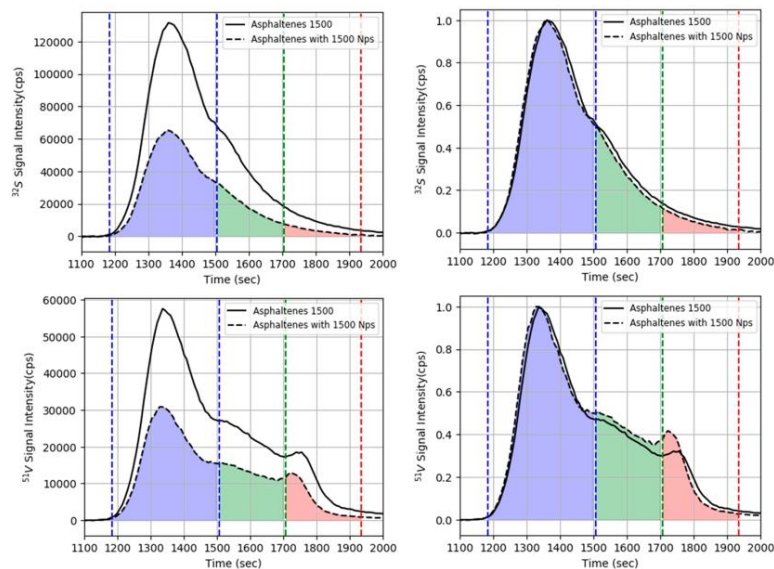 Asphaltenes 1500
Asphaltenes with 1500 Nps
120000
100000
80000
60000
40000
20000
0
³²S Signal Intensity(cps)
1100 1200 1300 1400 1500 1600 1700 1800 1900 2000
Time (sec)
Asphaltenes 1500
Asphaltenes with 1500 Nps
1.0
0.8
0.6
0.4
0.2
0.0
³²S Signal Intensity(cps)
1100 1200 1300 1400 1500 1600 1700 1800 1900 2000
Time (sec)
Asphaltenes 1500
Asphaltenes with 1500 Nps
60000
50000
40000
30000
20000
10000
0
⁵¹V Signal Intensity(cps)
1100 1200 1300 1400 1500 1600 1700 1800 1900 2000
Time (sec)
Asphaltenes 1500
Asphaltenes with 1500 Nps
1.0
0.8
0.6
0.4
0.2
0.0
⁵¹V Signal Intensity(cps)
1100 1200 1300 1400 1500 1600 1700 1800 1900 2000
Time (sec)